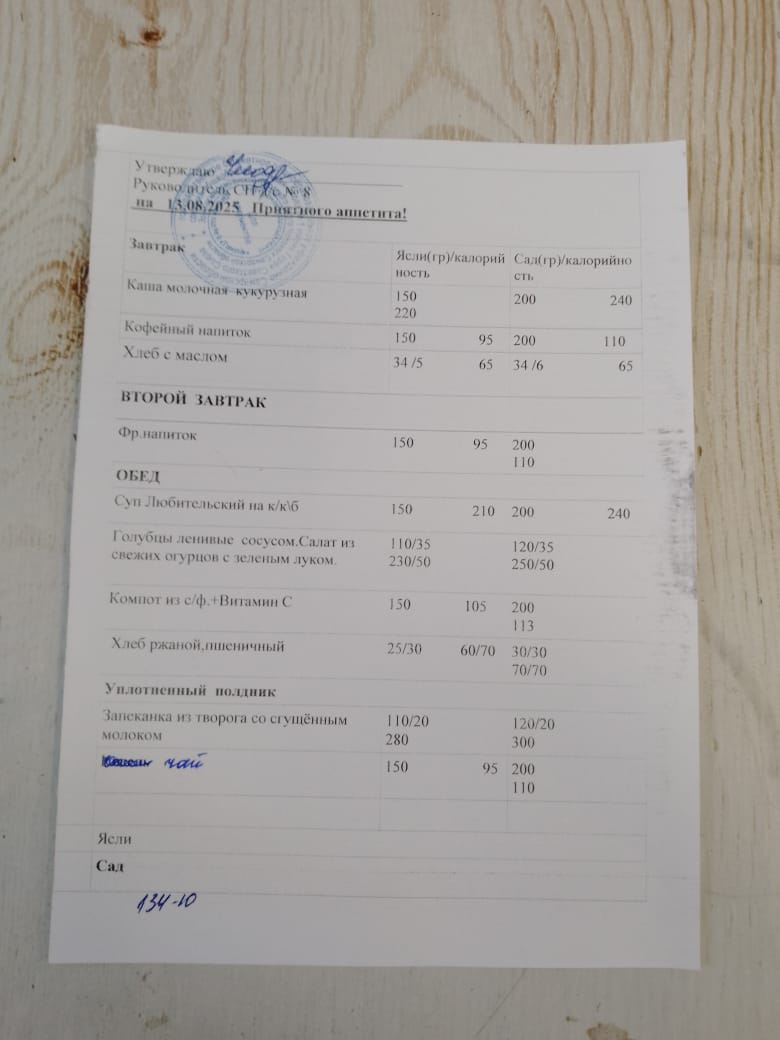 Утверждаю
Руководитель СП д/с № 8
на 13.08.2025 .Приятного аппетита!
Завтрак Ясли(гр)/калорий Сад(гр)/калорийно
ность сть
Каша молочная кукурузная 150 200 240
220
Кофейный напиток 150 95 200 110
Хлеб с маслом 34 /5 65 34 /6 65
ВТОРОЙ ЗАВТРАК
Фр.напиток 150 95 200
110
ОБЕД
Суп Любительский на к/к\б 150 210 200 240
Голубцы ленивые сосусом.Салат из 110/35 120/35
свежих огурцов с зеленым луком. 230/50 250/50
Компот из с/ф.+Витамин С 150 105 200
113
Хлеб ржаной,пшеничный 25/30 60/70 30/30
70/70
Уплотненный полдник
Запеканка из творога со сгущённым 110/20 120/20
молоком 280 300
чай 150 95 200
110
Ясли
Сад
134-10